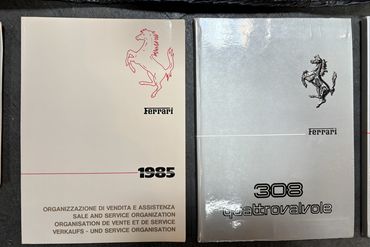 Ferrari
1985
ORGANIZZAZIONE DI VENDITA E ASSISTENZA
SALE AND SERVICE ORGANIZATION
ORGANISATION DE VENTE ET DE SERVICE
VERKAUFS - UND SERVICE ORGANISATION
Ferrari
308
quattrovalvole